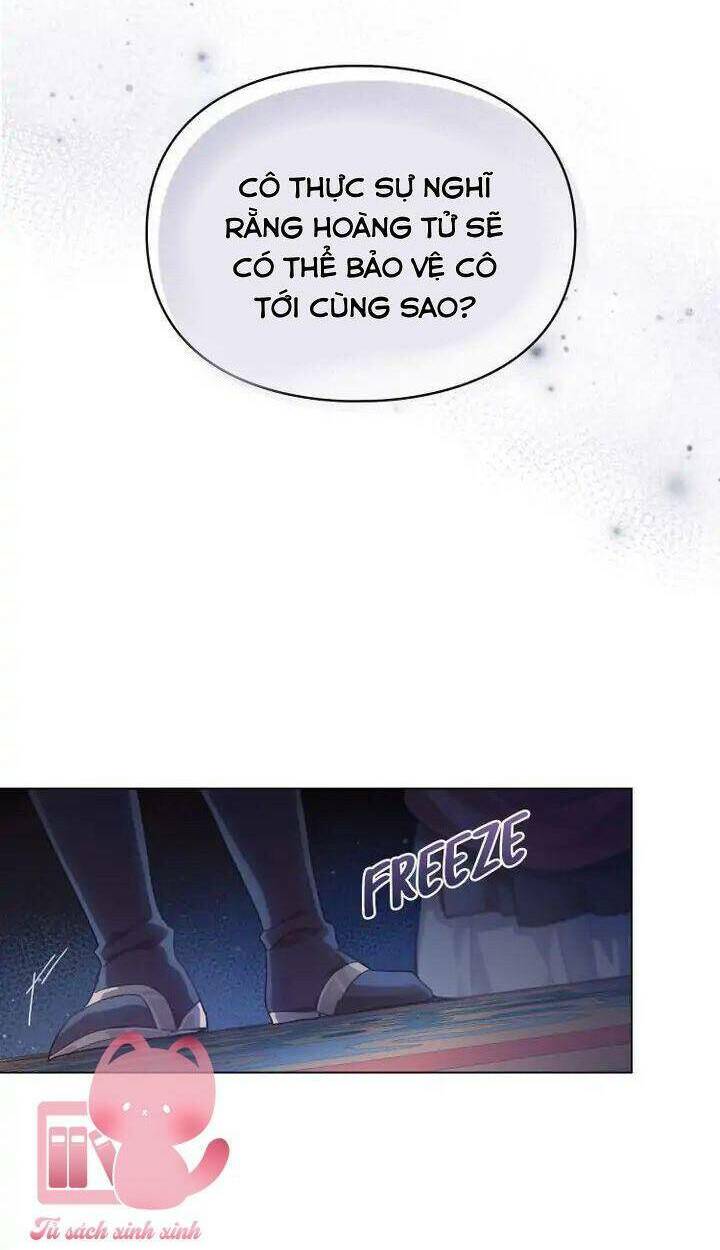 CÔ THỰC SỰ NGHĨ
RẰNG HOÀNG TỬ SẼ
CÓ THỂ BẢO VỆ CÔ
TỚI CÙNG SAO?
FREEZE
Tủ sách xinh xinh